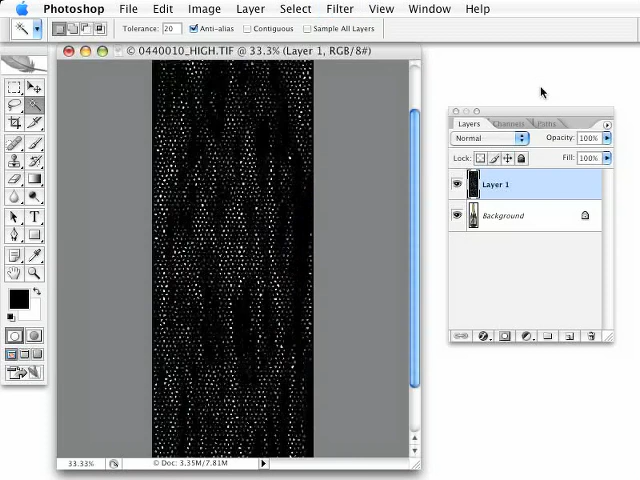 Photoshop File Edit Image Layer Select Filter View Window Help
Tolerance: 20 Anti-alias Contiguous Sample All Layers
© 0440010_HIGH.TIF @ 33.3% (Layer 1, RGB/8#)
Layers Channels Paths
Normal Opacity: 100%
Lock: Fill: 100%
Layer 1
Background
T
33.33% © Doc: 3.35M/7.81M